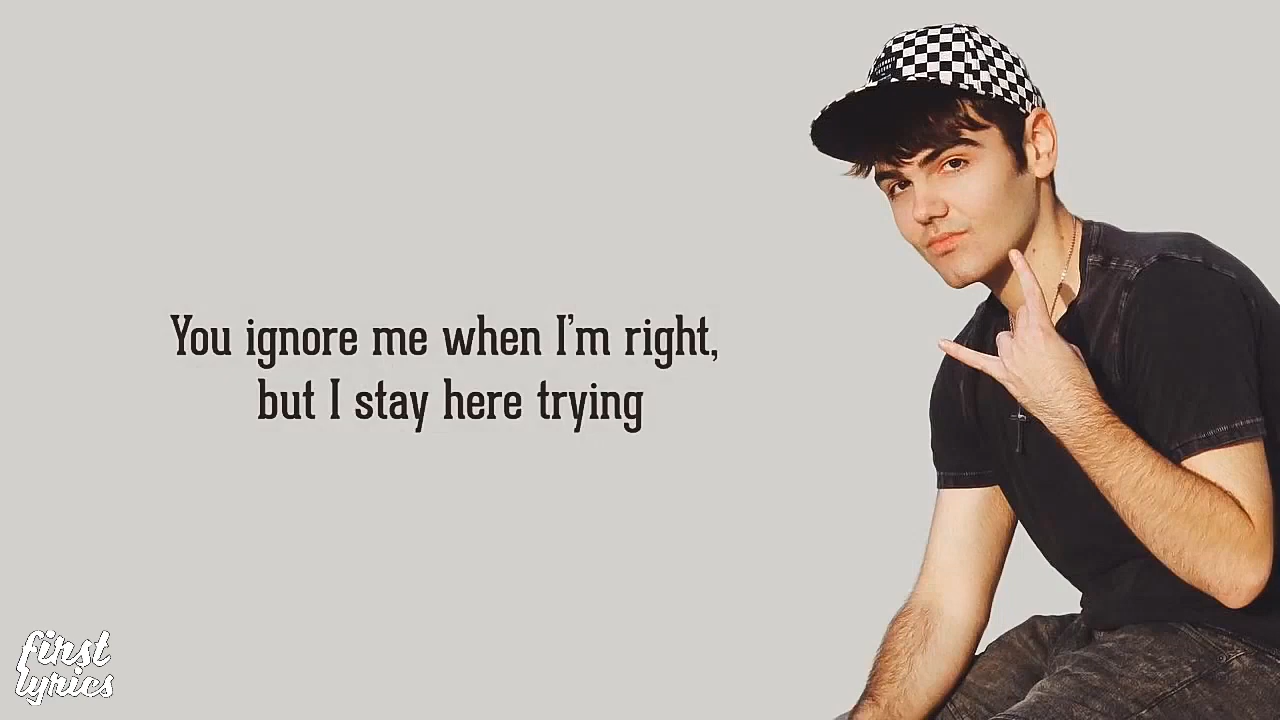 You ignore me when I'm right,
but I stay here trying
first
lyrics